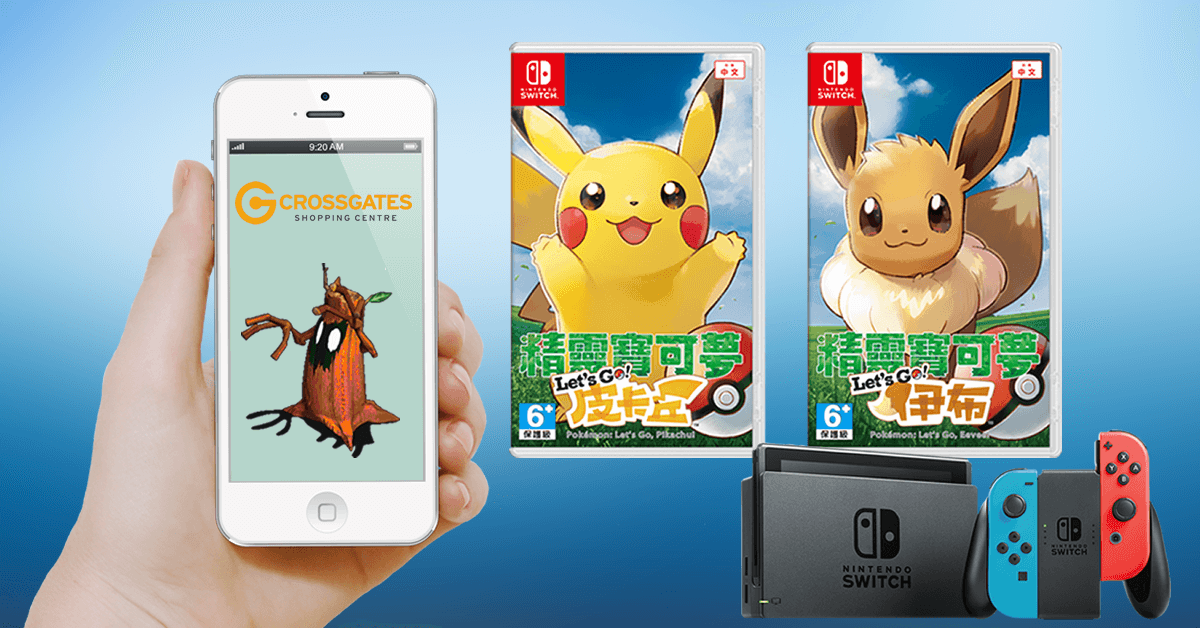 9:20 AM
CROSSGATES
SHOPPING CENTRE
NINTENDO
SWITCH
中文
精靈寶可夢
Let's Go!
皮卡丘
6+
保護級
Pokémon: Let's Go, Pikachu!
NINTENDO
SWITCH
中文
精靈寶可夢
Let's Go!
伊布
6+
保護級
Pokémon: Let's Go, Eevee!
NINTENDO
SWITCH
NINTENDO
SWITCH
X
Y
A
B